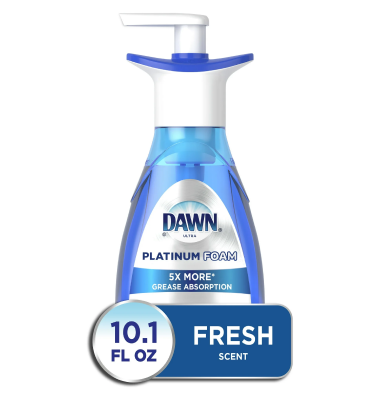 DAWN®
ULTRA
PLATINUM FOAM
5X MORE*
GREASE ABSORPTION
10.1
FL OZ
FRESH
SCENT